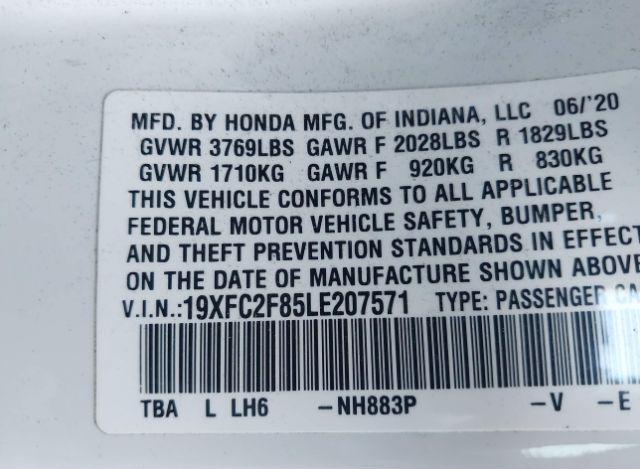 MFD. BY HONDA MFG. OF INDIANA, LLC 06/'20
GVWR 3769LBS GAWR F 2028LBS R 1829LBS
GVWR 1710KG GAWR F 920KG R 830KG
THIS VEHICLE CONFORMS TO ALL APPLICABLE
FEDERAL MOTOR VEHICLE SAFETY, BUMPER,
AND THEFT PREVENTION STANDARDS IN EFFECT
ON THE DATE OF MANUFACTURE SHOWN ABOVE
V.I.N.:19XFC2F85LE207571 TYPE: PASSENGER CA
TBA L LH6 –NH883P –V –E